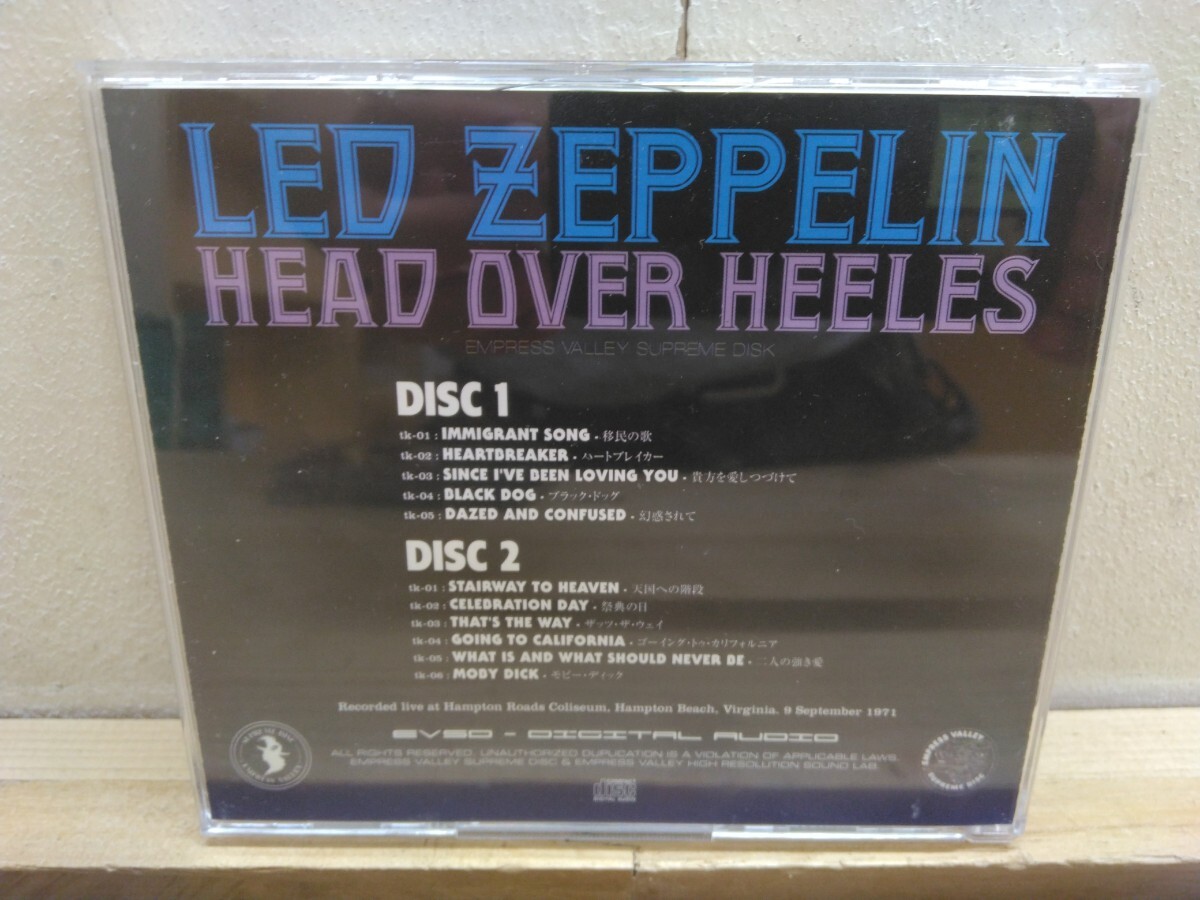 LED ZEPPELIN
HEAD OVER HEELES
EMPRESS VALLEY SUPREME DISK
DISC 1
tk-01 : IMMIGRANT SONG - 移民の歌
tk-02 : HEARTBREAKER - ハートブレイカー
tk-03 : SINCE I'VE BEEN LOVING YOU - 貴方を愛しつづけて
tk-04 : BLACK DOG - ブラック・ドッグ
tk-05 : DAZED AND CONFUSED - 幻惑されて
DISC 2
tk-01 : STAIRWAY TO HEAVEN - 天国への階段
tk-02 : CELEBRATION DAY - 祭典の日
tk-03 : THAT'S THE WAY - ザッツ・ザ・ウェイ
tk-04 : GOING TO CALIFORNIA - ゴーイング・トゥ・カリフォルニア
tk-05 : WHAT IS AND WHAT SHOULD NEVER BE - 二人の強き愛
tk-06 : MOBY DICK - モビー・ディック
Recorded live at Hampton Roads Coliseum, Hampton Beach, Virginia. 9 September 1971
EVSD - DIGITAL AUDIO
ALL RIGHTS RESERVED. UNAUTHORIZED DUPLICATION IS A VIOLATION OF APPLICABLE LAWS.
EMPRESS VALLEY SUPREME DISC & EMPRESS VALLEY HIGH RESOLUTION SOUND LAB.
SUPREME DISC
EMPRESS VALLEY
EMPRESS VALLEY
SUPREME DISC
disc
DIGITAL AUDIO